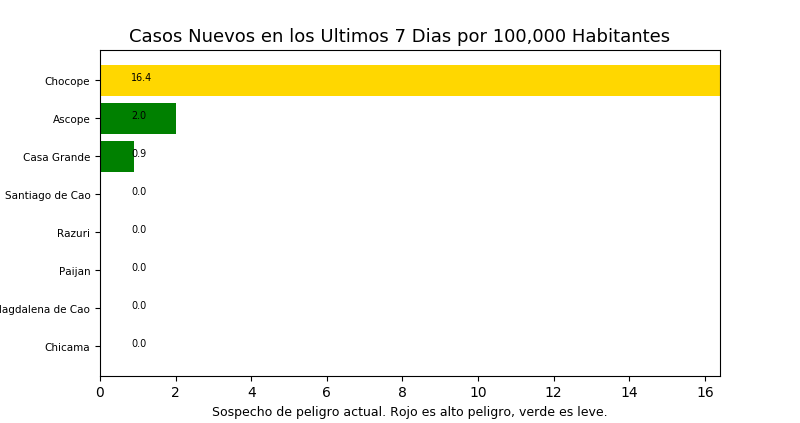 Casos Nuevos en los Ultimos 7 Dias por 100,000 Habitantes
Chocope 16.4
Ascope 2.0
Casa Grande 0.9
Santiago de Cao 0.0
Razuri 0.0
Paijan 0.0
lagdalena de Cao 0.0
Chicama 0.0
0 2 4 6 8 10 12 14 16
Sospecho de peligro actual. Rojo es alto peligro, verde es leve.